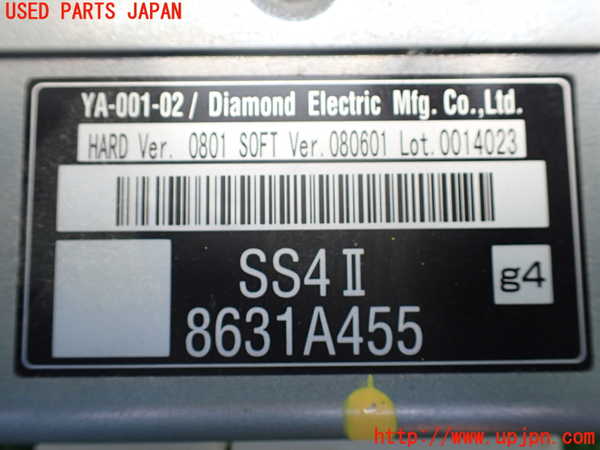 USED PARTS JAPAN
YA-001-02 / Diamond Electric Mfg. Co.,Ltd.
HARD Ver. 0801 SOFT Ver.080601 Lot.0014023
SS4Ⅱ
g4
8631A455
UPJ
http://www.upjpn.com/